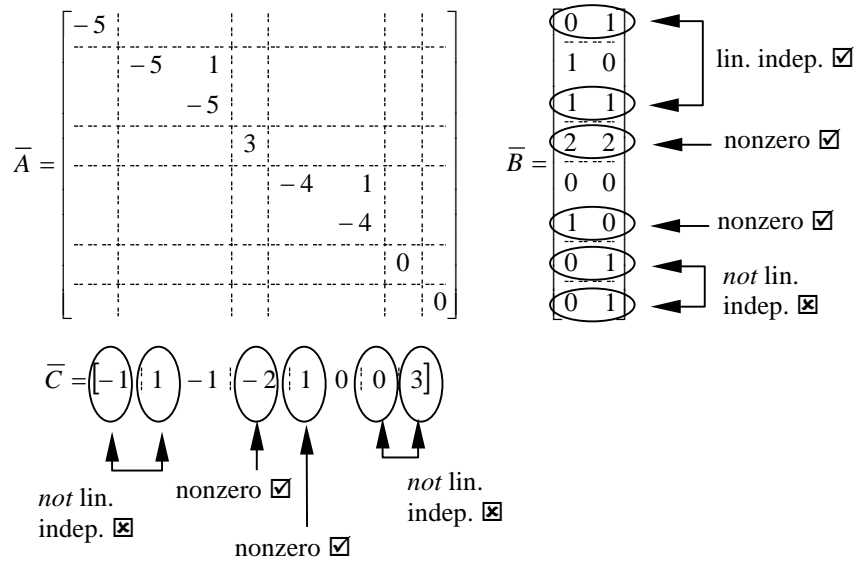 −5
−5 1
−5
3
A̅ =
−4 1
−4
0
0
B̅ =
0 1
1 0
1 1
2 2
0 0
1 0
0 1
0 1
lin. indep. ☑
nonzero ☑
nonzero ☑
not lin.
indep. ☒
C̅ = [−1 1 −1 −2 1 0 0 3]
not lin.
indep. ☒
nonzero ☑
nonzero ☑
not lin.
indep. ☒